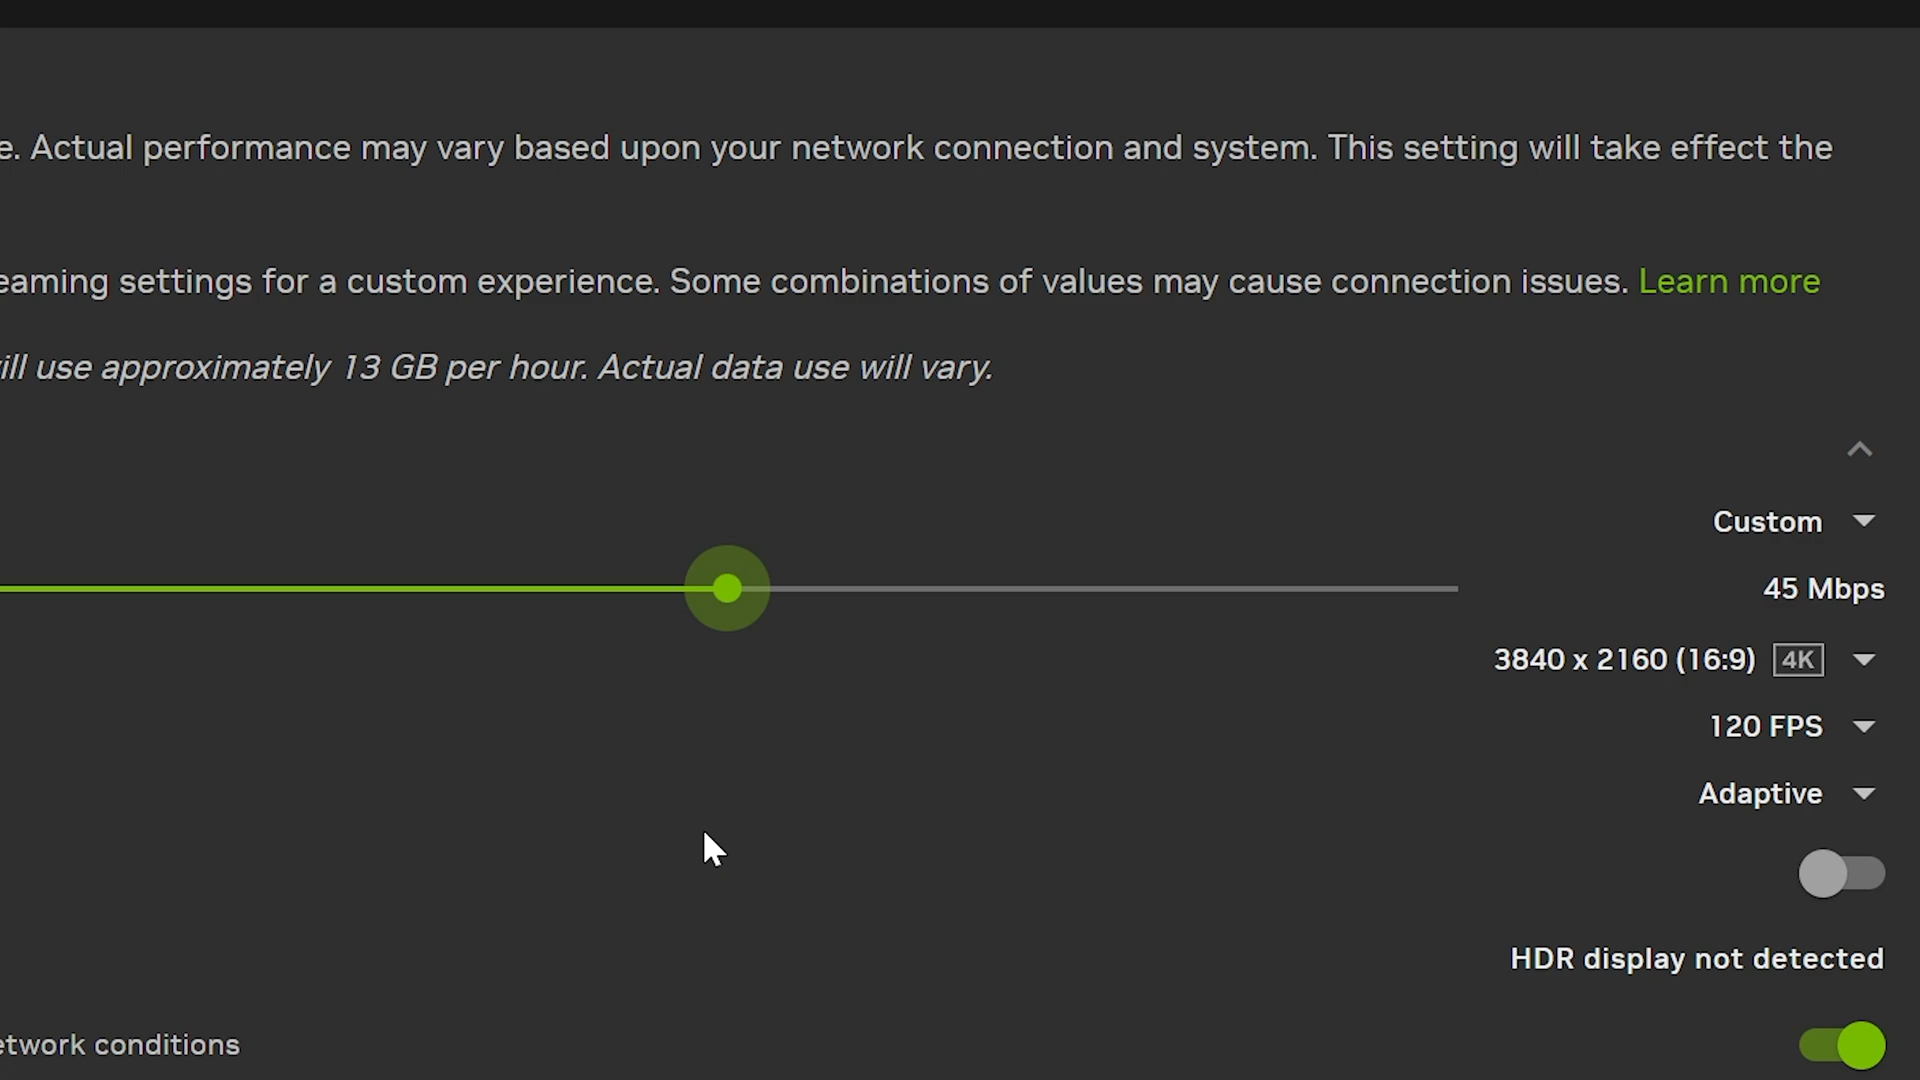 e. Actual performance may vary based upon your network connection and system. This setting will take effect the
eaming settings for a custom experience. Some combinations of values may cause connection issues. Learn more
ill use approximately 13 GB per hour. Actual data use will vary.
Custom
45 Mbps
3840 x 2160 (16:9) 4K
120 FPS
Adaptive
HDR display not detected
etwork conditions